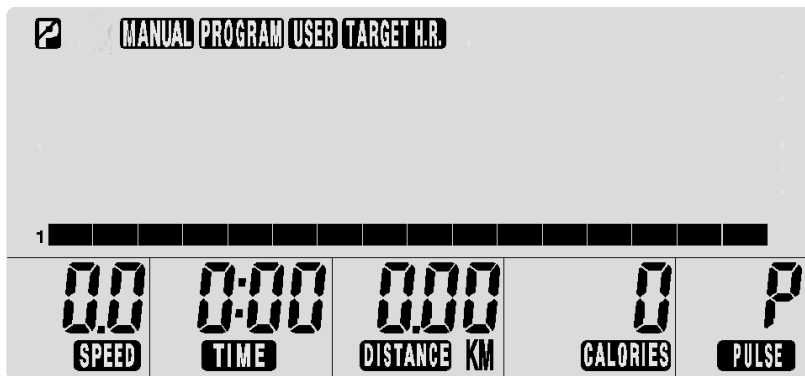 MANUAL PROGRAM USER TARGET H.R.
1
0.0 0:00 0.00 0 P
SPEED TIME DISTANCE KM CALORIES PULSE